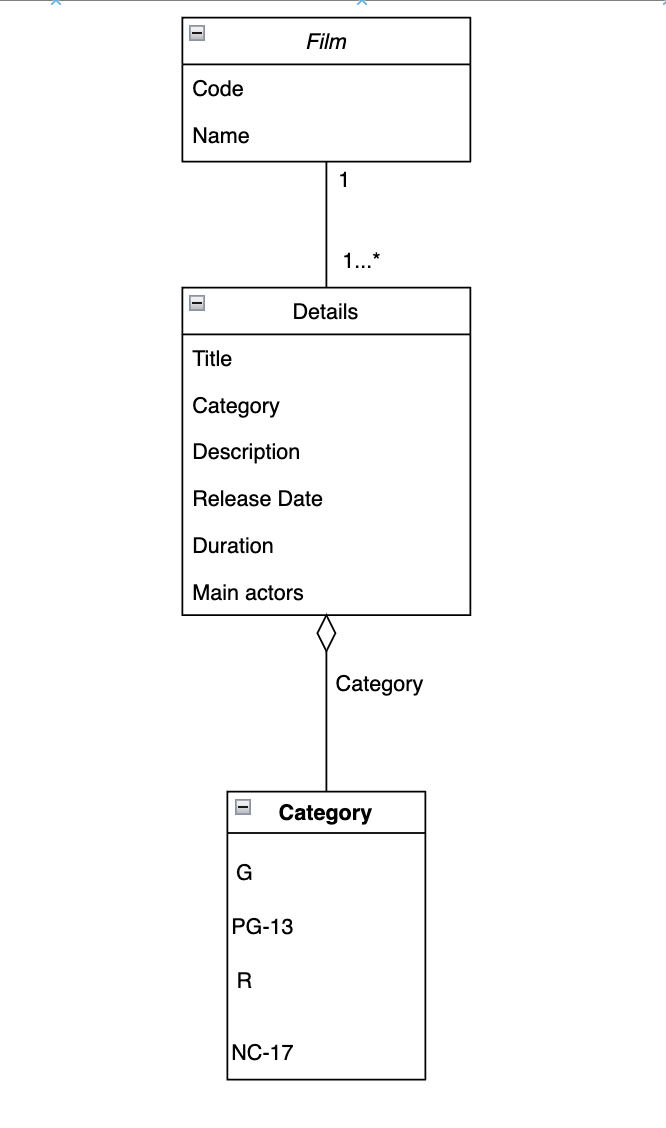 Film
Code
Name
1
1...*
Details
Title
Category
Description
Release Date
Duration
Main actors
Category
Category
G
PG-13
R
NC-17